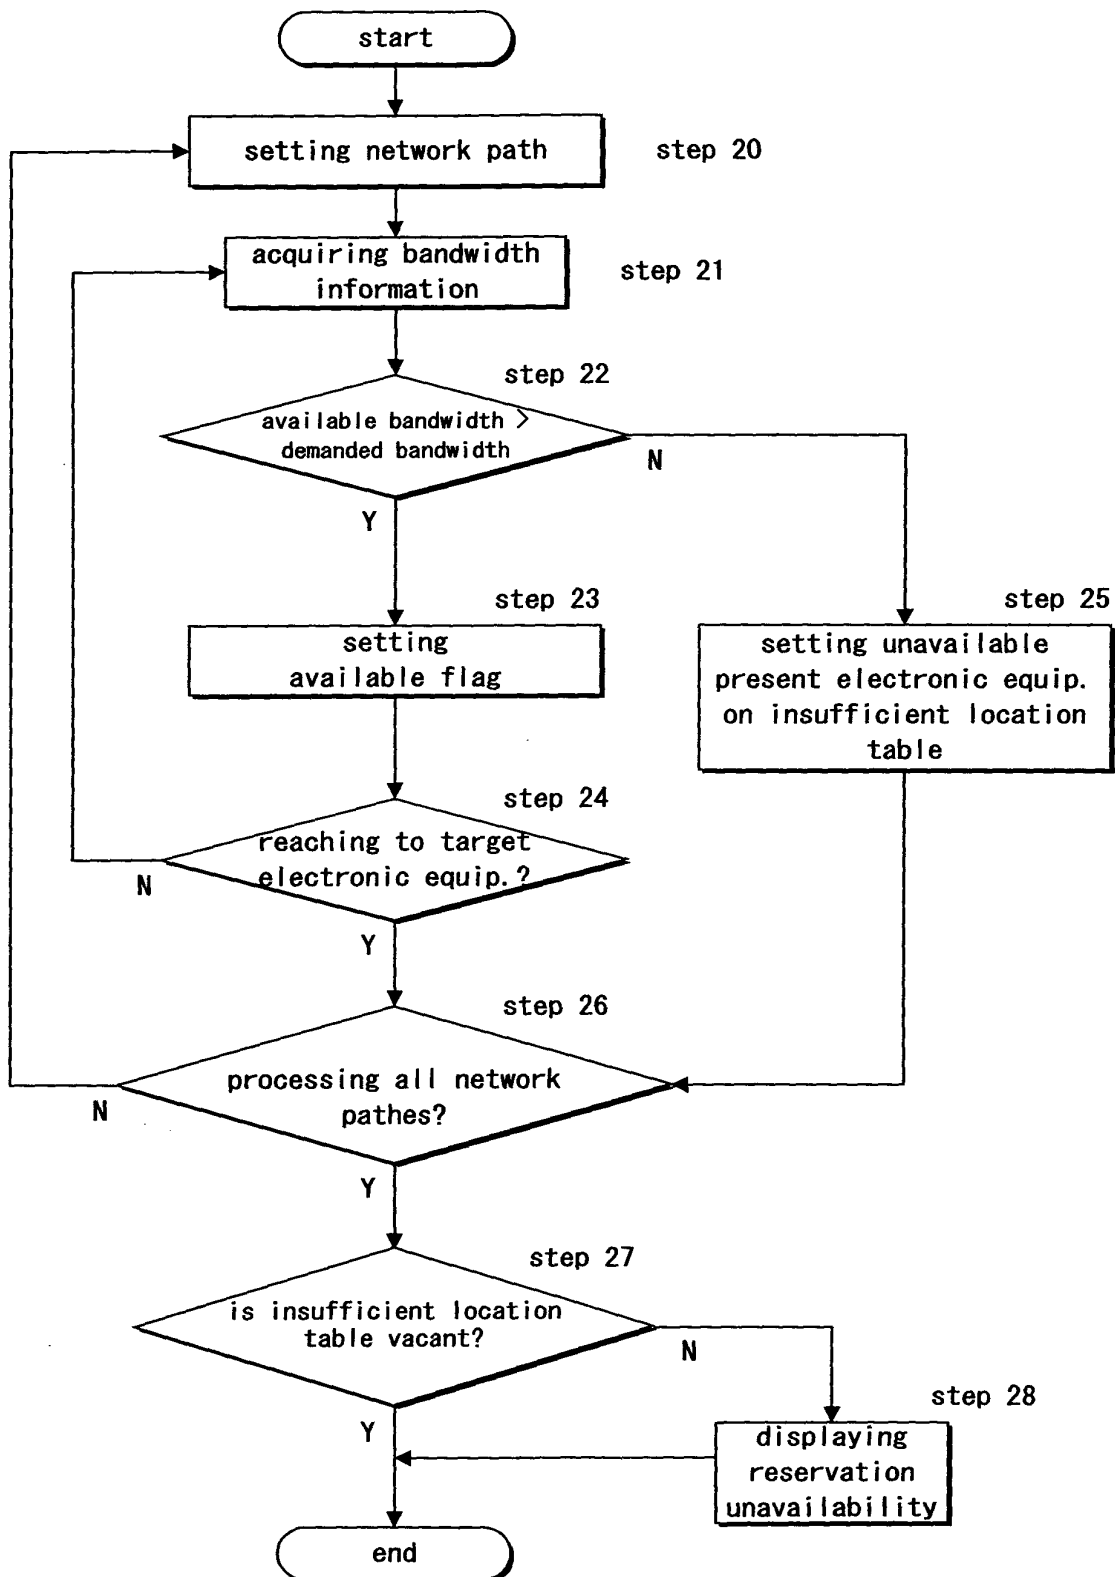 start
setting network path
step 20
acquiring bandwidth
information
step 21
step 22
available bandwidth >
demanded bandwidth
N
Y
step 23
setting
available flag
step 25
setting unavailable
present electronic equip.
on insufficient location
table
step 24
reaching to target
electronic equip.?
N
Y
step 26
processing all network
pathes?
N
Y
step 27
is insufficient location
table vacant?
N
Y
step 28
displaying
reservation
unavailability
end